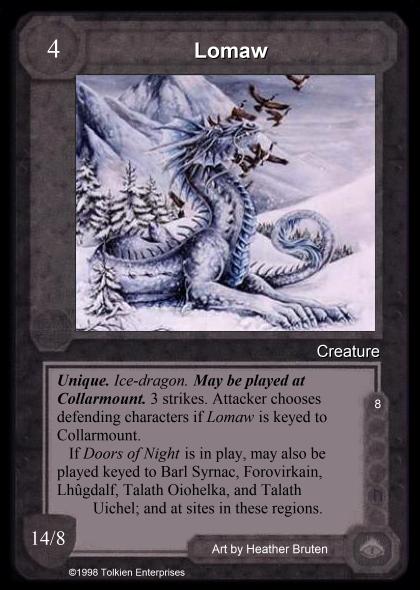 4
Lomaw
Creature
Unique. Ice-dragon. May be played at
Collarmount. 3 strikes. Attacker chooses
defending characters if Lomaw is keyed to
Collarmount.
If Doors of Night is in play, may also be
played keyed to Barl Syrnac, Forovirkain,
Lhûgdalf, Talath Oiohelka, and Talath
Uichel; and at sites in these regions.
8
14/8
Art by Heather Bruten
©1998 Tolkien Enterprises